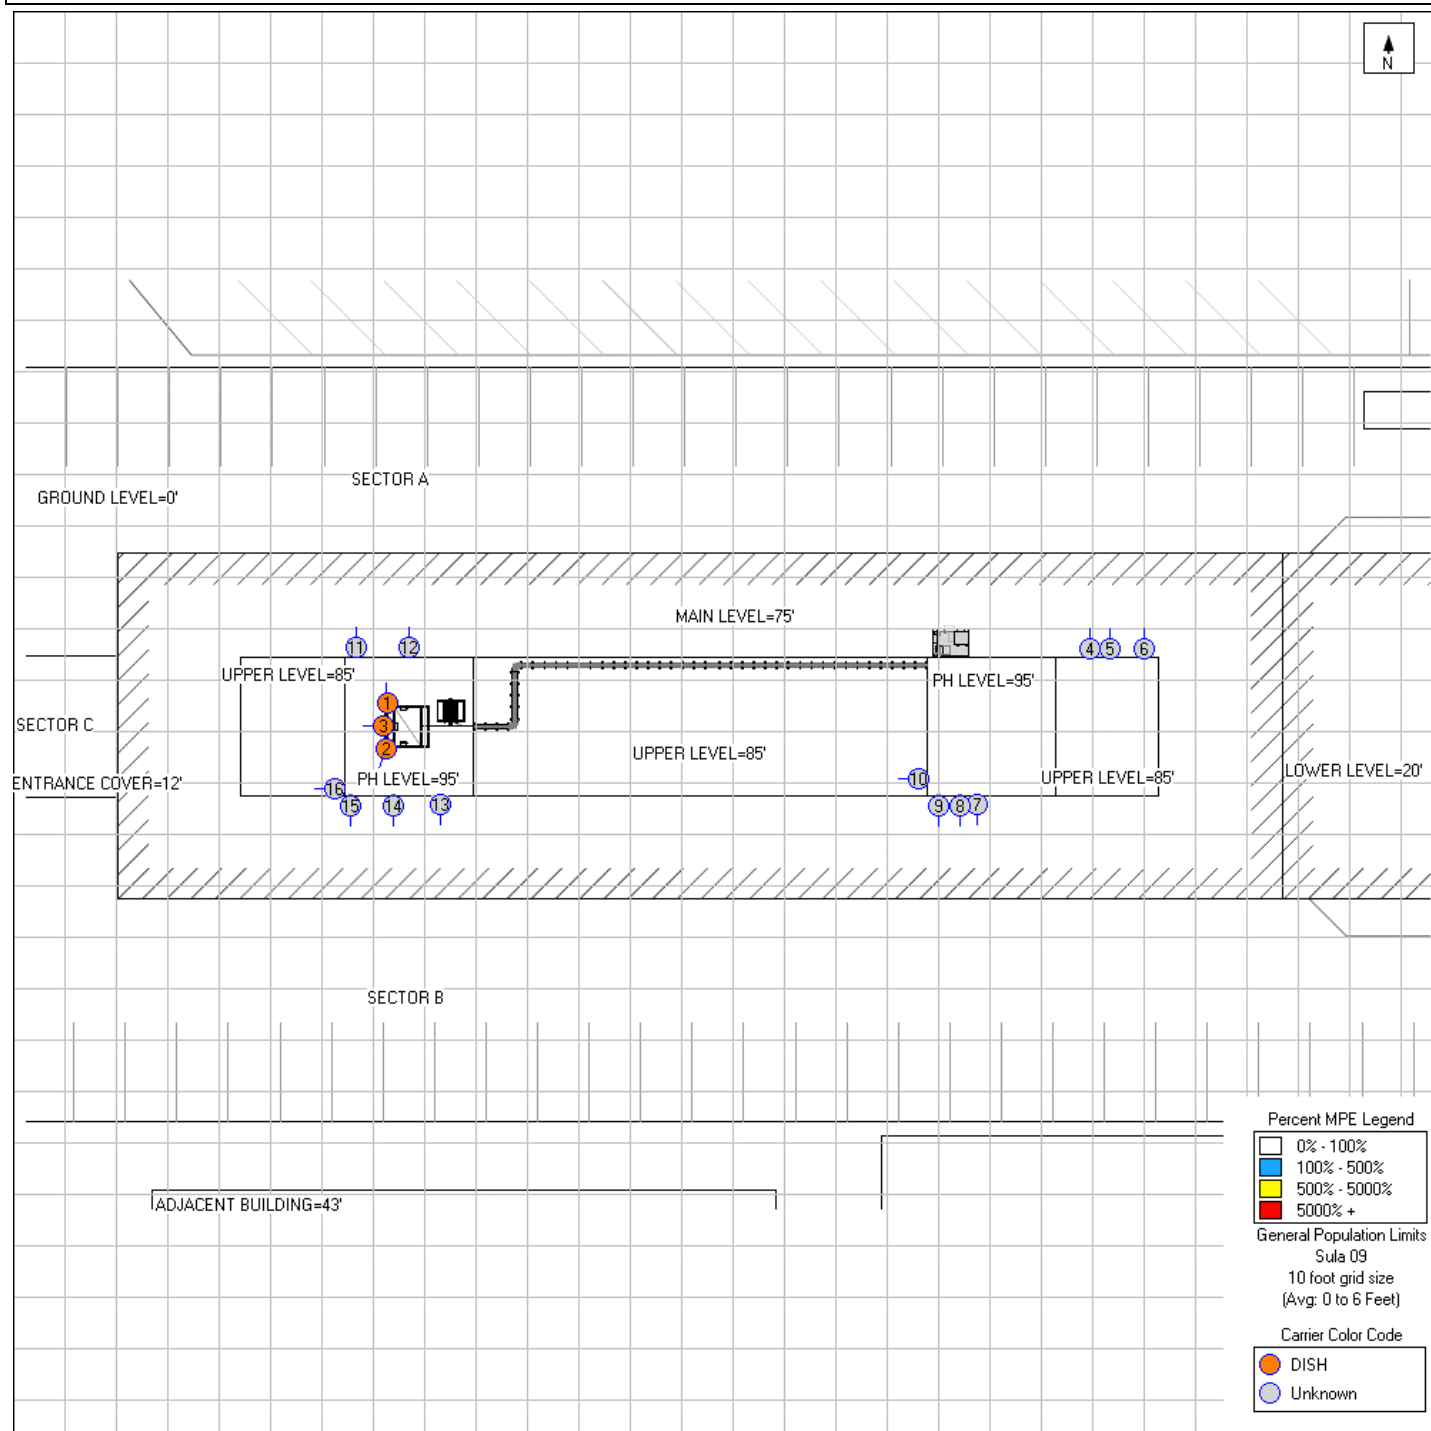 N
SECTOR A
GROUND LEVEL=0'
MAIN LEVEL=75'
11
12
4
5
6
UPPER LEVEL=85'
PH LEVEL=95'
1
SECTOR C
3
2
UPPER LEVEL=85'
PH LEVEL=95'
10
UPPER LEVEL=85'
LOWER LEVEL=20'
ENTRANCE COVER=12'
16
15
14
13
9
8
7
SECTOR B
ADJACENT BUILDING=43'
Percent MPE Legend
0% - 100%
100% - 500%
500% - 5000%
5000% +
General Population Limits
Sula 09
10 foot grid size
(Avg: 0 to 6 Feet)
Carrier Color Code
DISH
Unknown